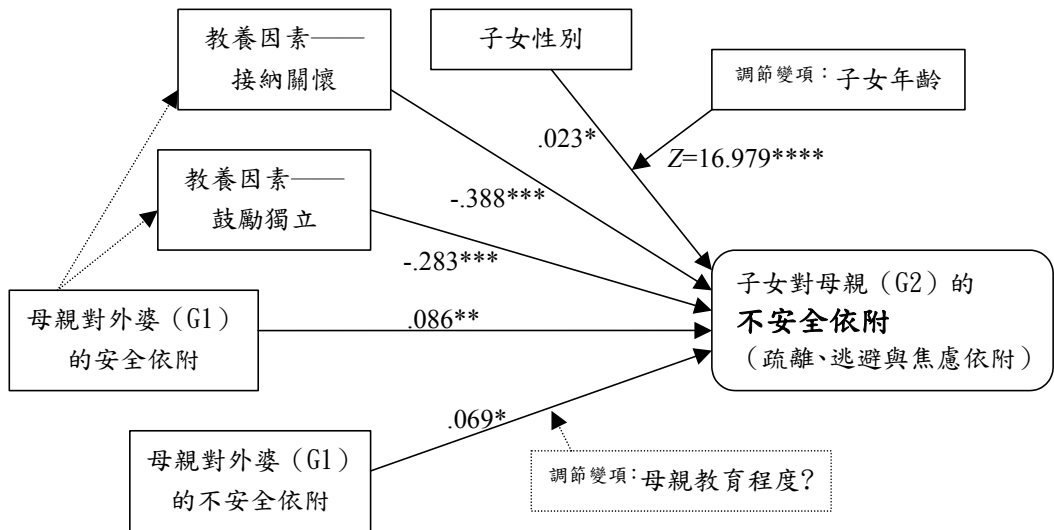 教養因素——
接納關懷
子女性別
調節變項：子女年齡
.023*
Z=16.979****
教養因素——
鼓勵獨立
-.388***
-.283***
母親對外婆（G1）
的安全依附
.086**
子女對母親（G2）的
不安全依附
（疏離、逃避與焦慮依附）
.069*
母親對外婆（G1）
的不安全依附
調節變項：母親教育程度？